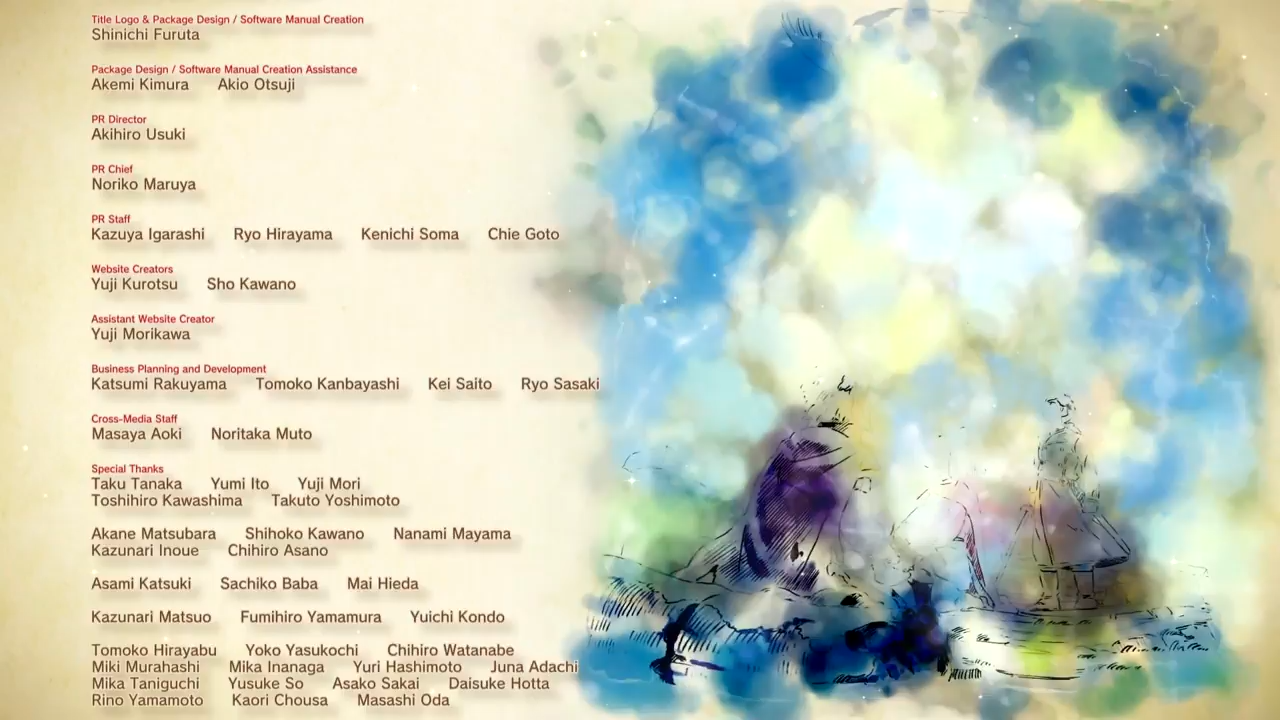 Title Logo & Package Design / Software Manual Creation
Shinichi Furuta
Package Design / Software Manual Creation Assistance
Akemi Kimura Akio Otsuji
PR Director
Akihiro Usuki
PR Chief
Noriko Maruya
PR Staff
Kazuya Igarashi Ryo Hirayama Kenichi Soma Chie Goto
Website Creators
Yuji Kurotsu Sho Kawano
Assistant Website Creator
Yuji Morikawa
Business Planning and Development
Katsumi Rakuyama Tomoko Kanbayashi Kei Saito Ryo Sasaki
Cross-Media Staff
Masaya Aoki Noritaka Muto
Special Thanks
Taku Tanaka Yumi Ito Yuji Mori
Toshihiro Kawashima Takuto Yoshimoto
Akane Matsubara Shihoko Kawano Nanami Mayama
Kazunari Inoue Chihiro Asano
Asami Katsuki Sachiko Baba Mai Hieda
Kazunari Matsuo Fumihiro Yamamura Yuichi Kondo
Tomoko Hirayabu Yoko Yasukochi Chihiro Watanabe
Miki Murahashi Mika Inanaga Yuri Hashimoto Juna Adachi
Mika Taniguchi Yusuke So Asako Sakai Daisuke Hotta
Rino Yamamoto Kaori Chousa Masashi Oda